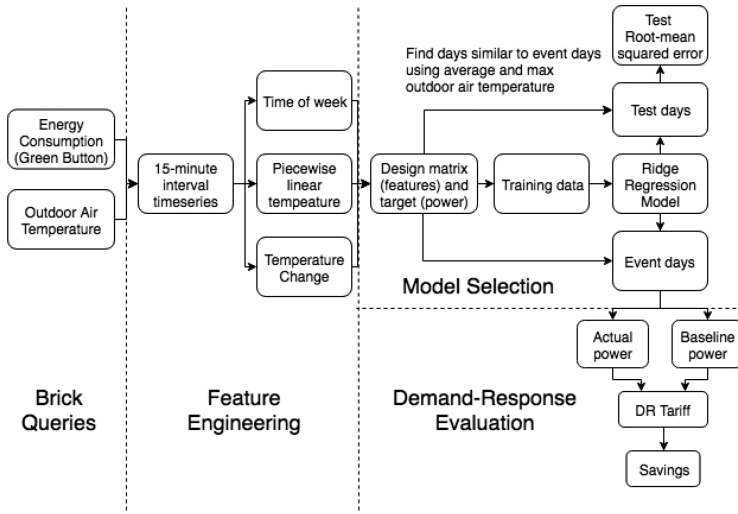 Energy
Consumption
(Green Button)
Outdoor Air
Temperature
Brick
Queries
15-minute
interval
timeseries
Time of week
Piecewise
linear
tempeature
Temperature
Change
Feature
Engineering
Find days similar to event days
using average and max
outdoor air temperature
Design matrix
(features) and
target (power)
Training data
Test
Root-mean
squared error
Test days
Ridge
Regression
Model
Event days
Model Selection
Actual
power
Baseline
power
DR Tariff
Savings
Demand-Response
Evaluation